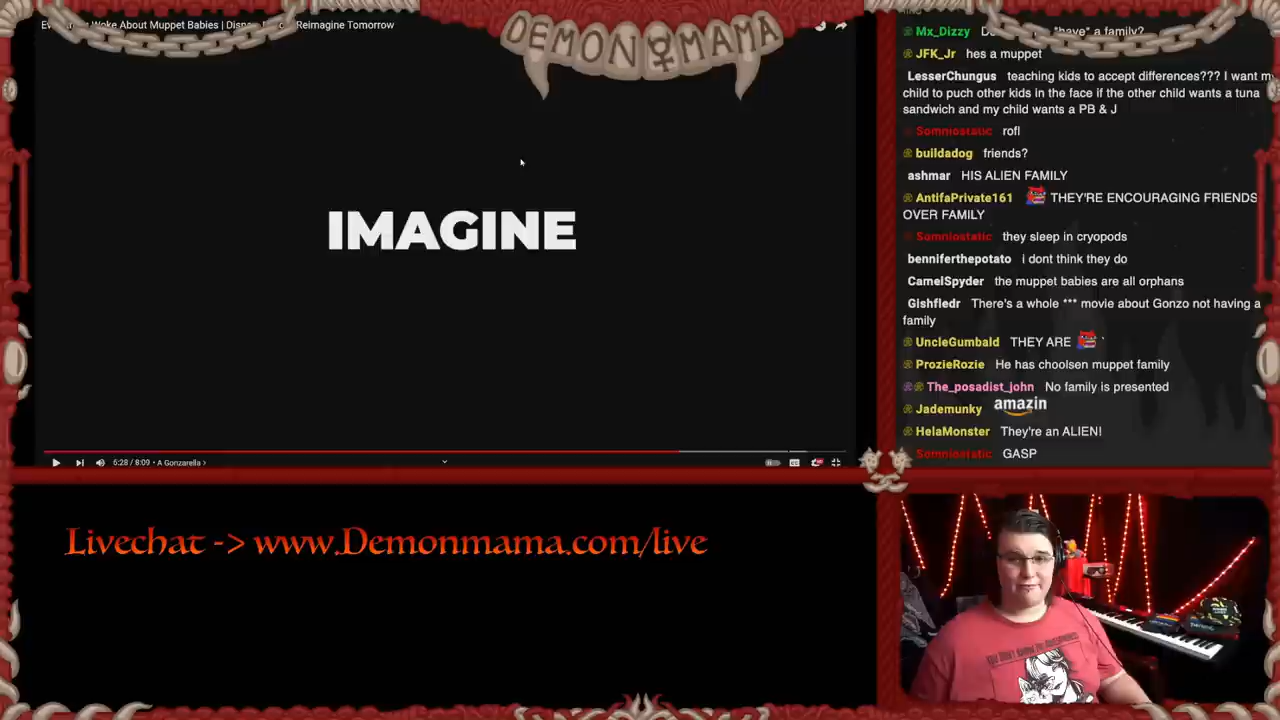 Woke About Muppet Babies | Disney
Reimagine Tomorrow
DEMON MAMA
IMAGINE
5:28 / 8:09 • A Gonzarella >
Livechat -> www.Demonmama.com/live
Mx_Dizzy *have* a family?
JFK_Jr hes a muppet
LesserChungus teaching kids to accept differences??? I want m
child to puch other kids in the face if the other child wants a tuna
sandwich and my child wants a PB & J
Somniostatic rofl
buildadog friends?
ashmar HIS ALIEN FAMILY
AntifaPrivate161 THEY'RE ENCOURAGING FRIENDS
OVER FAMILY
Somniostatic they sleep in cryopods
benniferthepotato i dont think they do
CamelSpyder the muppet babies are all orphans
Gishfledr There's a whole *** movie about Gonzo not having a
family
UncleGumbald THEY ARE `
ProzieRozie He has choolsen muppet family
The_posadist_john No family is presented
Jademunky amazin
HelaMonster They're an ALIEN!
Somniostatic GASP